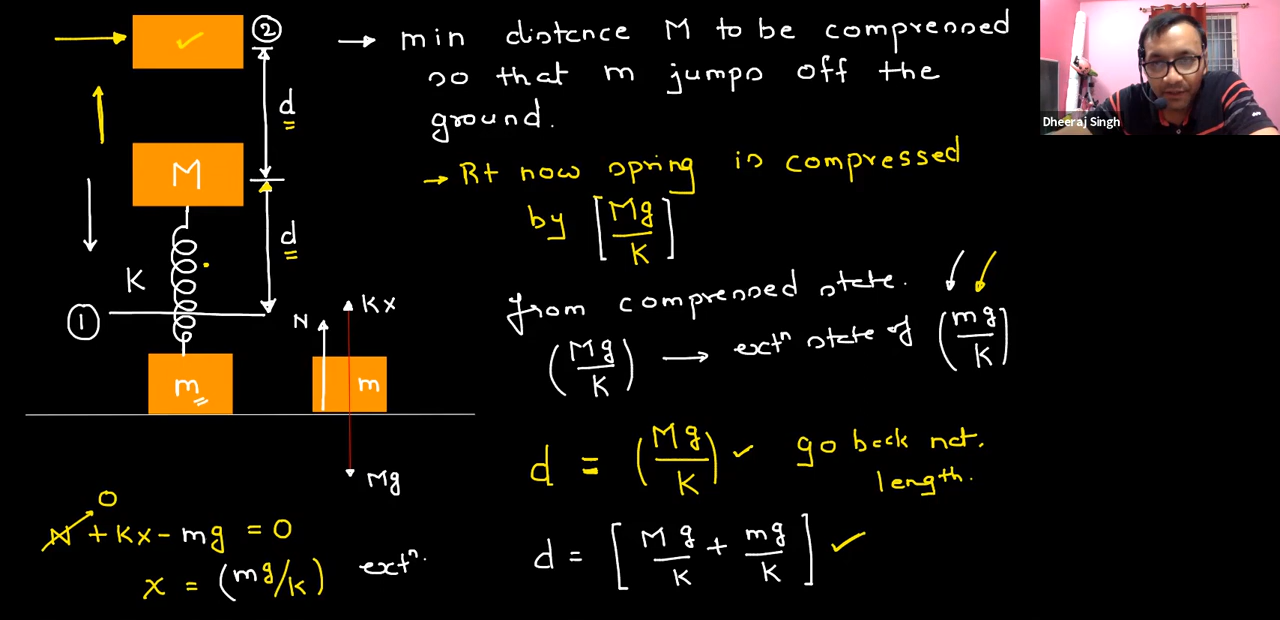 ② → min distance M to be compressed
so that m jumps off the
ground.
d
=
M
→ Rt now spring is compressed
by [Mg/K]
d
=
K
①
from compressed state.
(Mg/K) → extⁿ state of (mg/K)
N Kx
m
m
Mg
d = (Mg/K) ✓ go back nat.
length.
0
N + Kx - mg = 0
x = (mg/K) extⁿ.
d = [Mg/K + mg/K] ✓
Dheeraj Singh